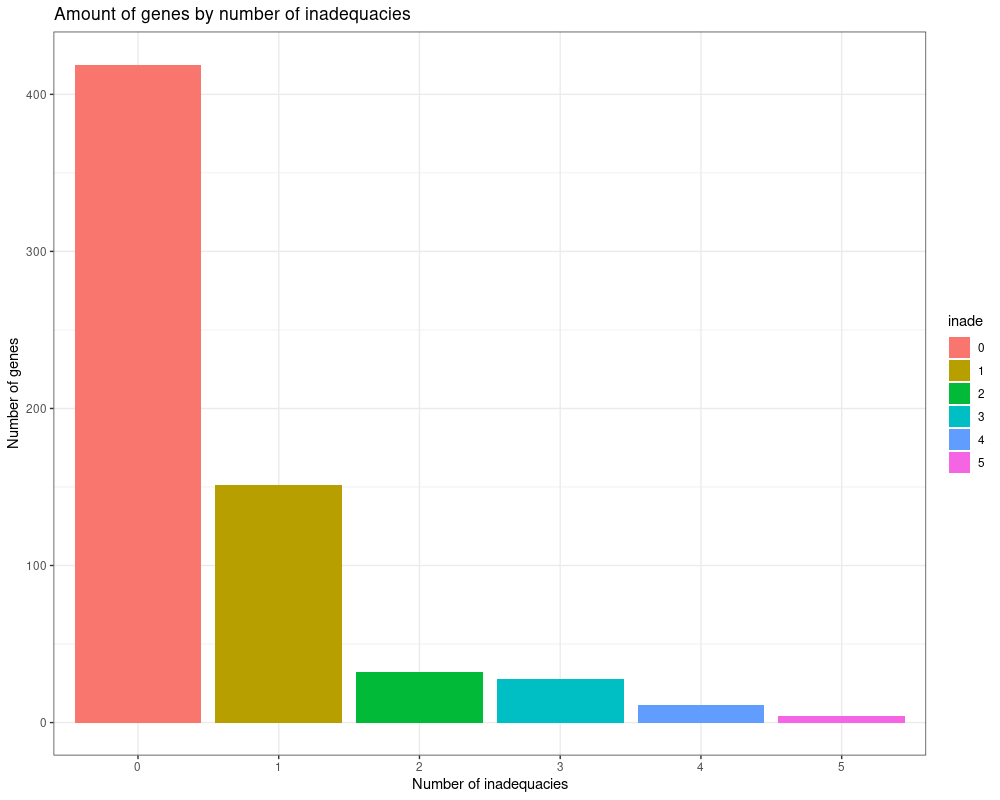 Amount of genes by number of inadequacies
400
300
200
100
0
Number of genes
0 1 2 3 4 5
Number of inadequacies
inade
0
1
2
3
4
5